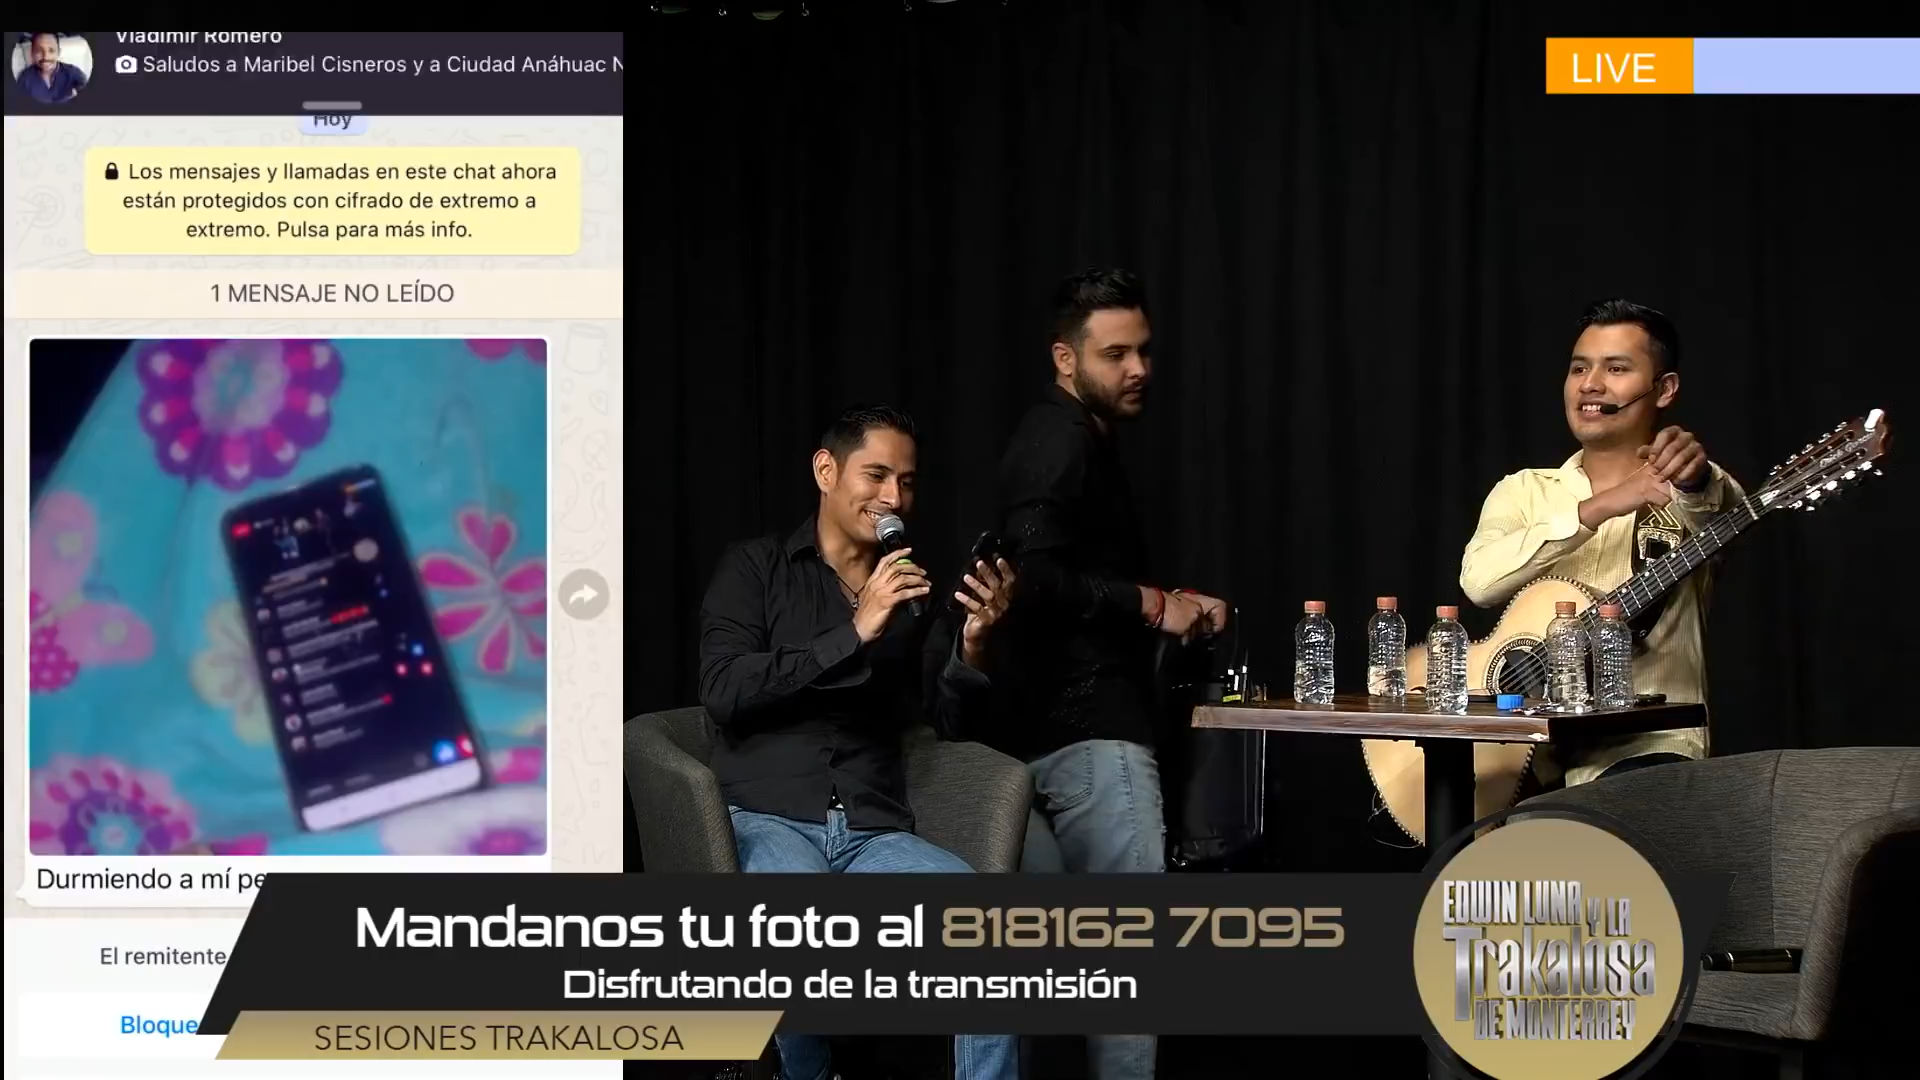 Vladimir Romero
Saludos a Maribel Cisneros y a Ciudad Anáhuac
Hoy
Los mensajes y llamadas en este chat ahora
están protegidos con cifrado de extremo a
extremo. Pulsa para más info.
1 MENSAJE NO LEÍDO
Durmiendo a mí
El remitente
LIVE
Mandanos tu foto al 818162 7095
Disfrutando de la transmisión
SESIONES TRAKALOSA
EDWIN LUNA Y LA
Trakalosa
DE MONTERREY